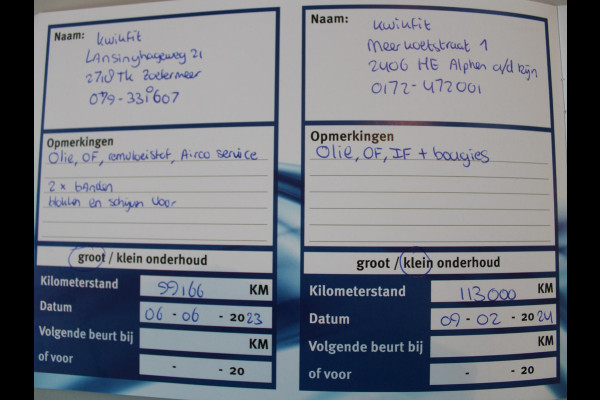 Naam: kwikfit
Lansinghageweg 21
2718 TK Zoetermeer
079-3311607
Opmerkingen
Olie, OF, remvloeistof, Airco service
2 x banden
blokken en schijven voor
groot / klein onderhoud
Kilometerstand 99166 KM
Datum 06 - 06 - 2023
Volgende beurt bij KM
of voor - - 20
Naam: kwikfit
Meerkoetstraat 1
2406 HE Alphen a/d Rijn
0172-472001
Opmerkingen
Olie, OF, IF + bougies
groot / klein onderhoud
Kilometerstand 113000 KM
Datum 09 - 02 - 2024
Volgende beurt bij KM
of voor - - 20